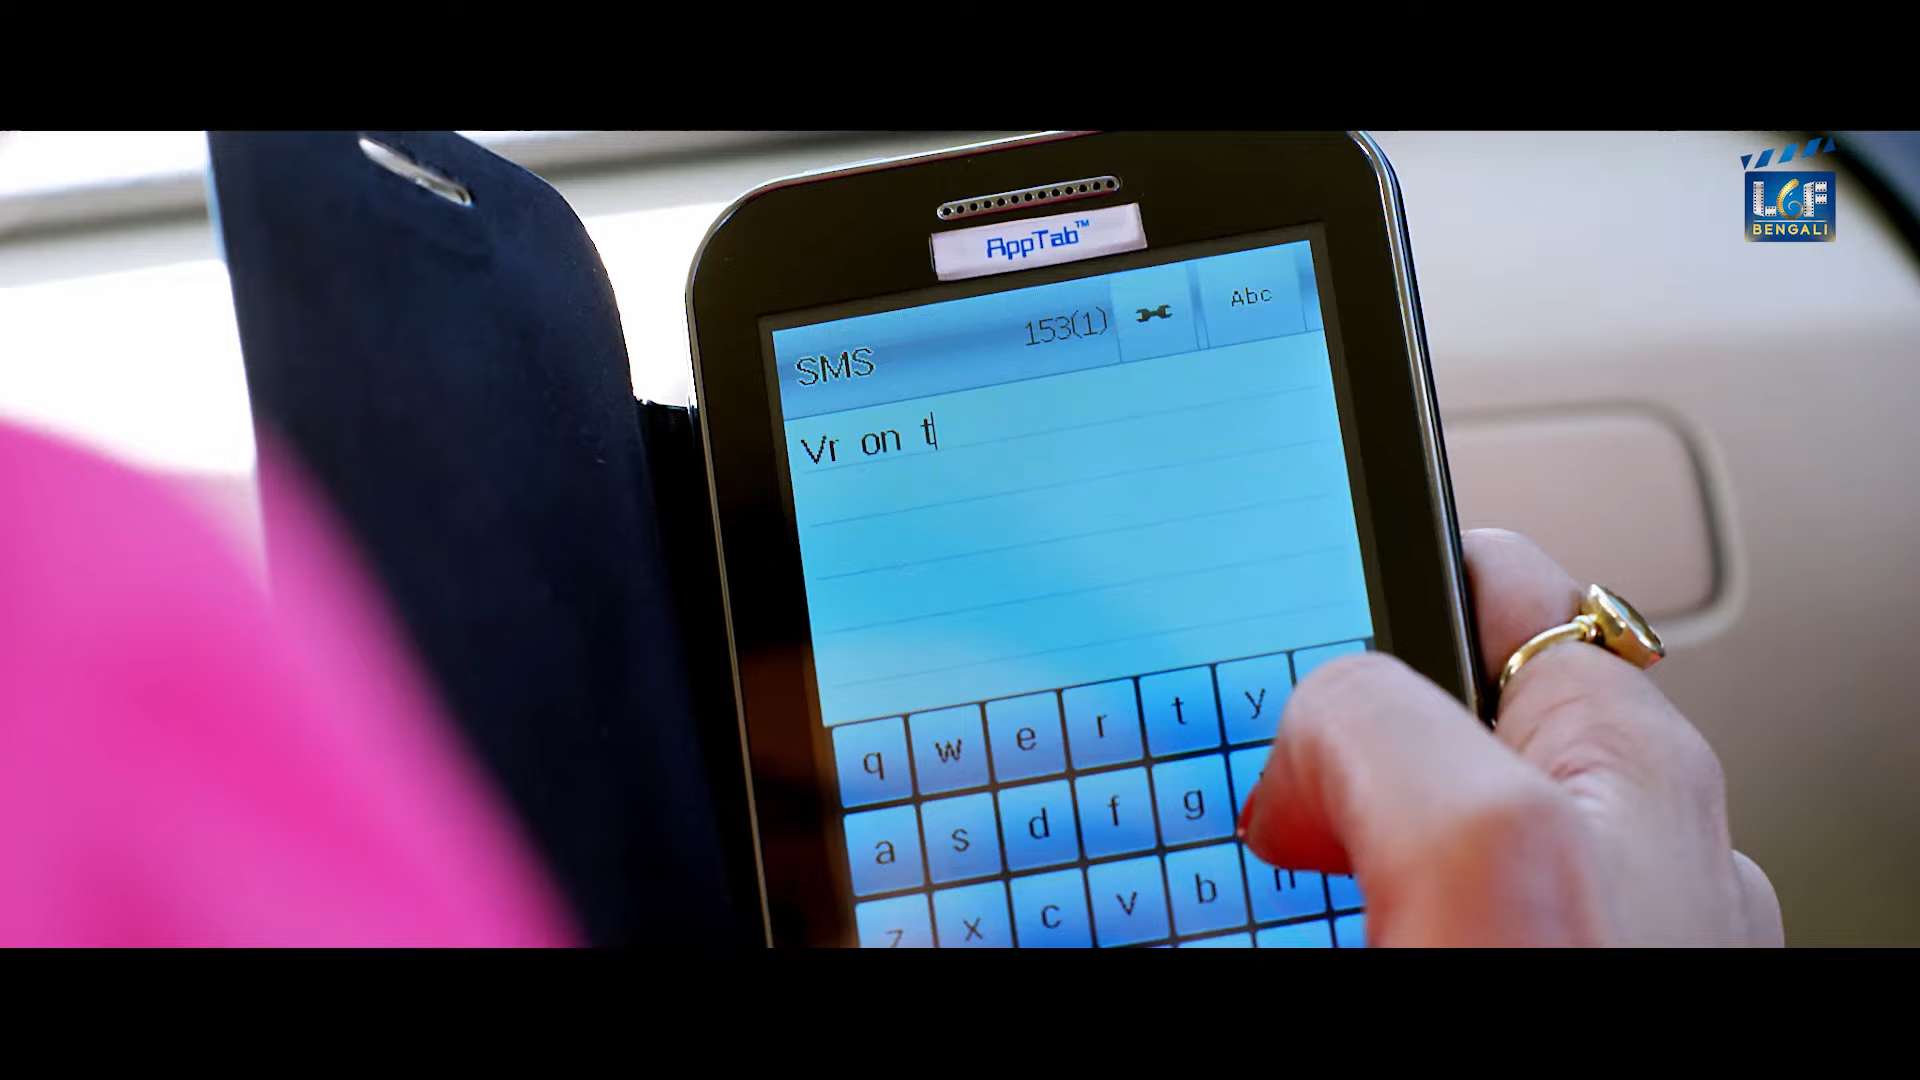 LGF
BENGALI
AppTab™
SMS 153(1) Abc
Vr on t
q w e r t y
a s d f g
z x c v b n